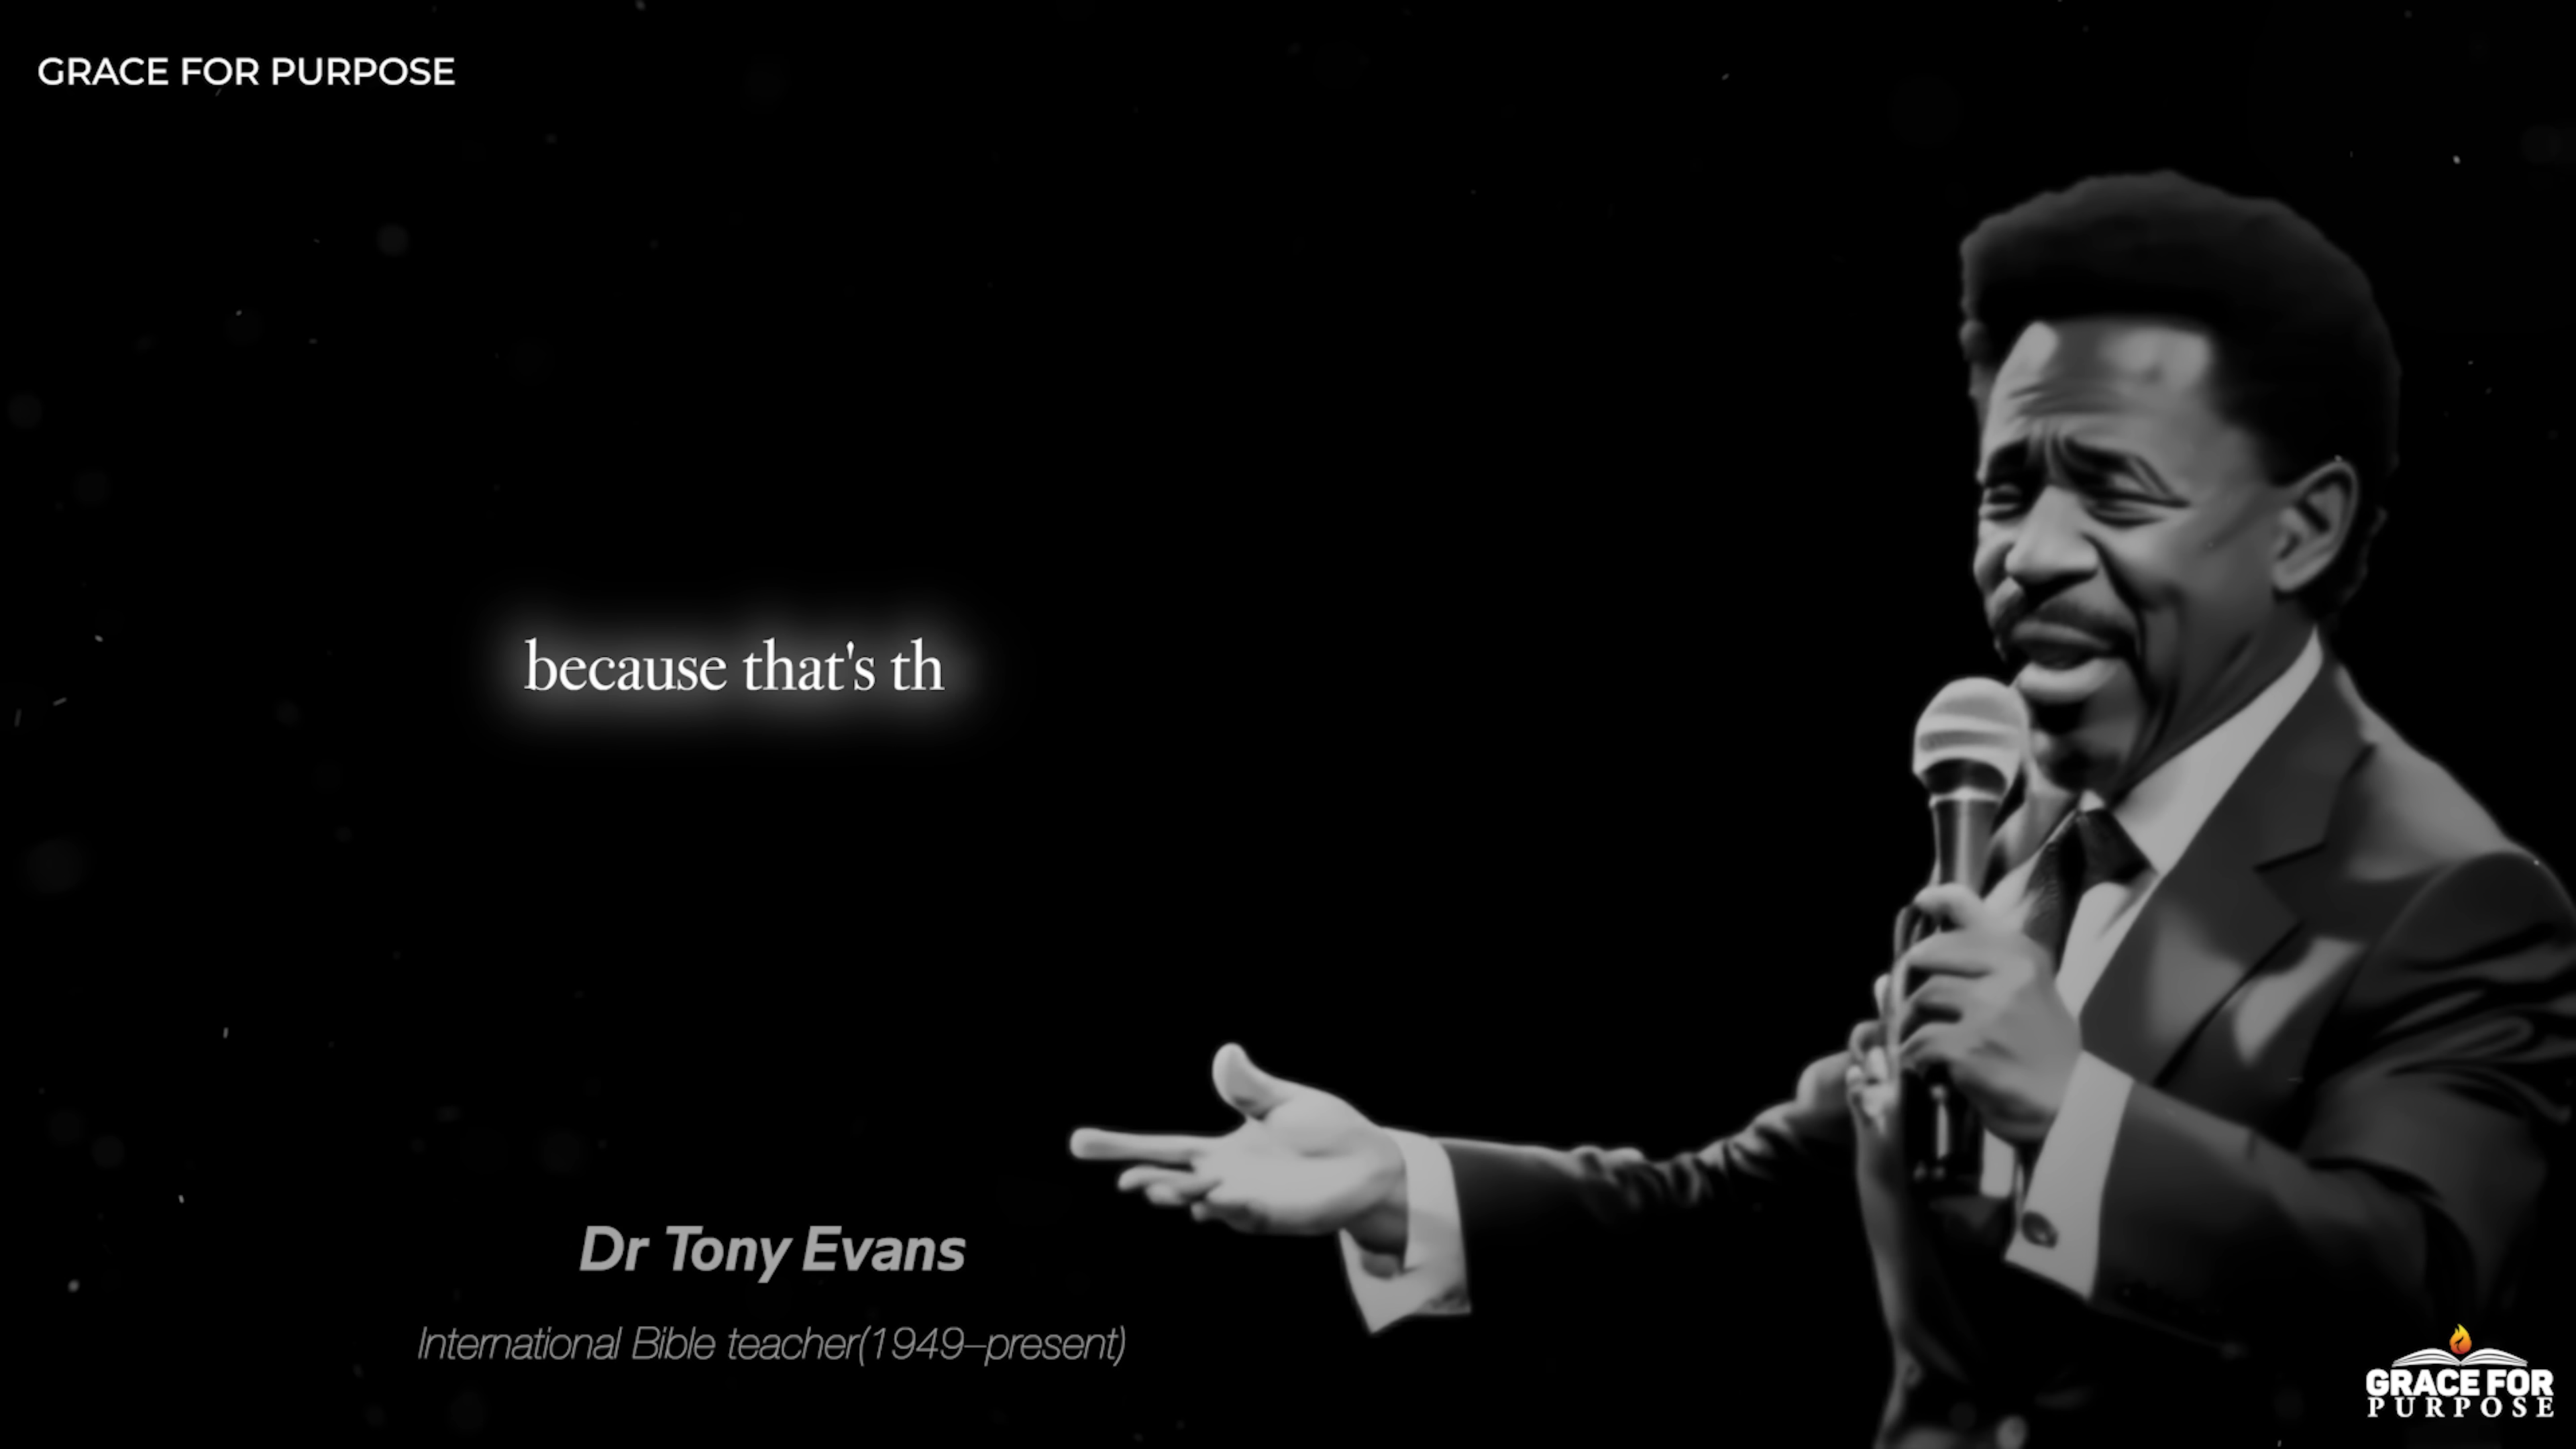 GRACE FOR PURPOSE
because that's th
Dr Tony Evans
International Bible teacher(1949–present)
GRACE FOR
PURPOSE